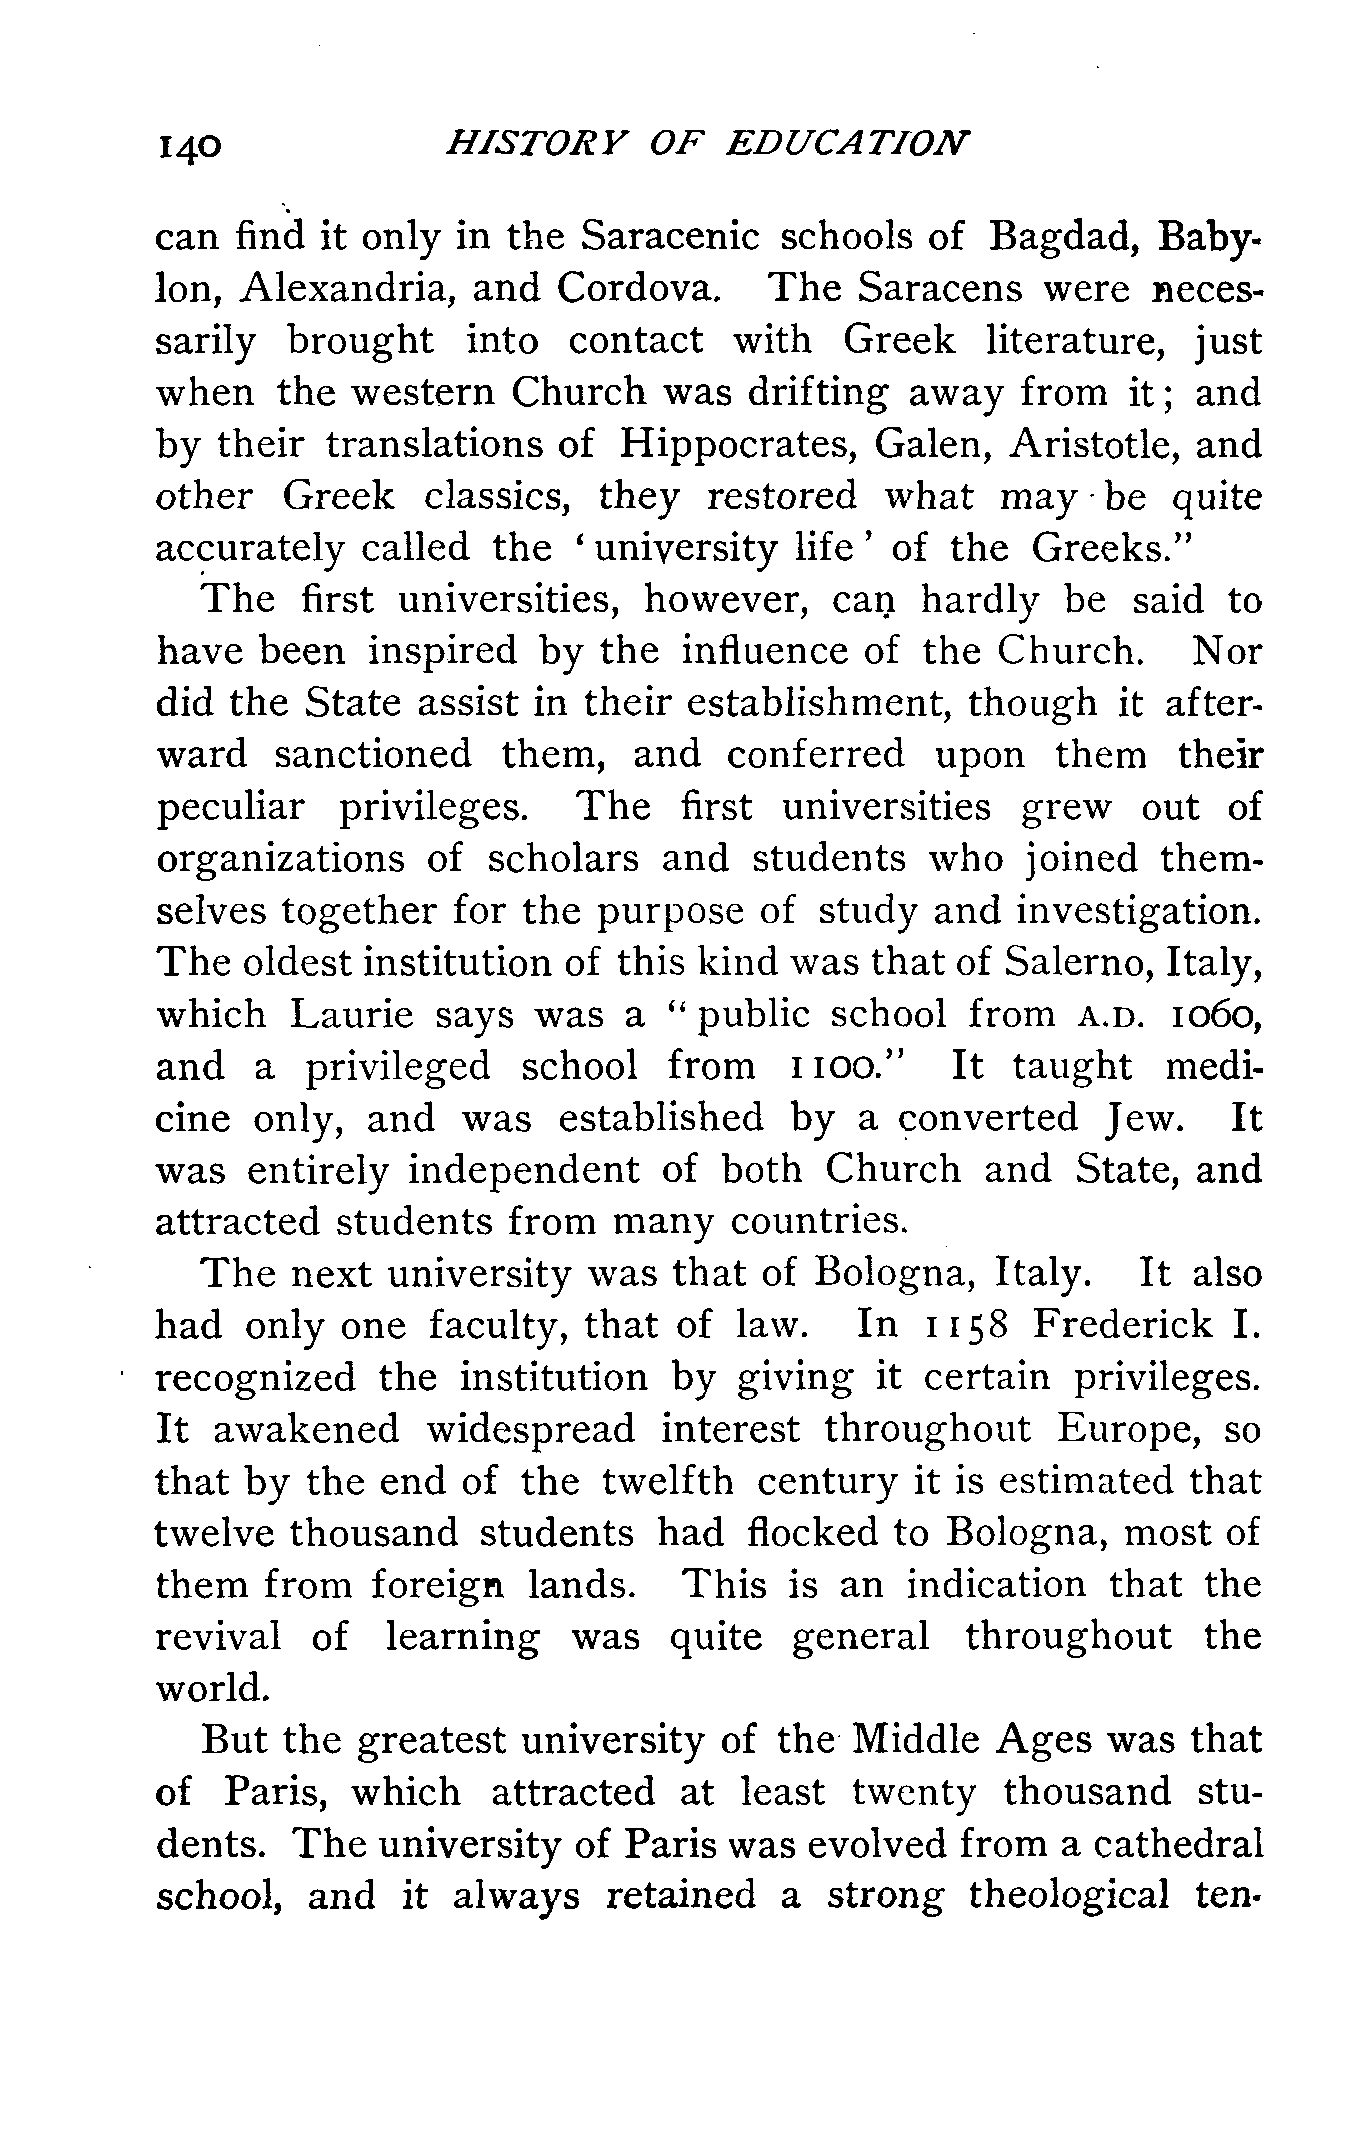 140 HISTORY OF EDUCATION
can find it only in the Saracenic schools of Bagdad, Baby-
lon, Alexandria, and Cordova. The Saracens were neces-
sarily brought into contact with Greek literature, just
when the western Church was drifting away from it; and
by their translations of Hippocrates, Galen, Aristotle, and
other Greek classics, they restored what may be quite
accurately called the ‘university life’ of the Greeks.”
The first universities, however, can hardly be said to
have been inspired by the influence of the Church. Nor
did the State assist in their establishment, though it after-
ward sanctioned them, and conferred upon them their
peculiar privileges. The first universities grew out of
organizations of scholars and students who joined them-
selves together for the purpose of study and investigation.
The oldest institution of this kind was that of Salerno, Italy,
which Laurie says was a “public school from A.D. 1060,
and a privileged school from 1100.” It taught medi-
cine only, and was established by a converted Jew. It
was entirely independent of both Church and State, and
attracted students from many countries.
The next university was that of Bologna, Italy. It also
had only one faculty, that of law. In 1158 Frederick I.
recognized the institution by giving it certain privileges.
It awakened widespread interest throughout Europe, so
that by the end of the twelfth century it is estimated that
twelve thousand students had flocked to Bologna, most of
them from foreign lands. This is an indication that the
revival of learning was quite general throughout the
world.
But the greatest university of the Middle Ages was that
of Paris, which attracted at least twenty thousand stu-
dents. The university of Paris was evolved from a cathedral
school, and it always retained a strong theological ten-